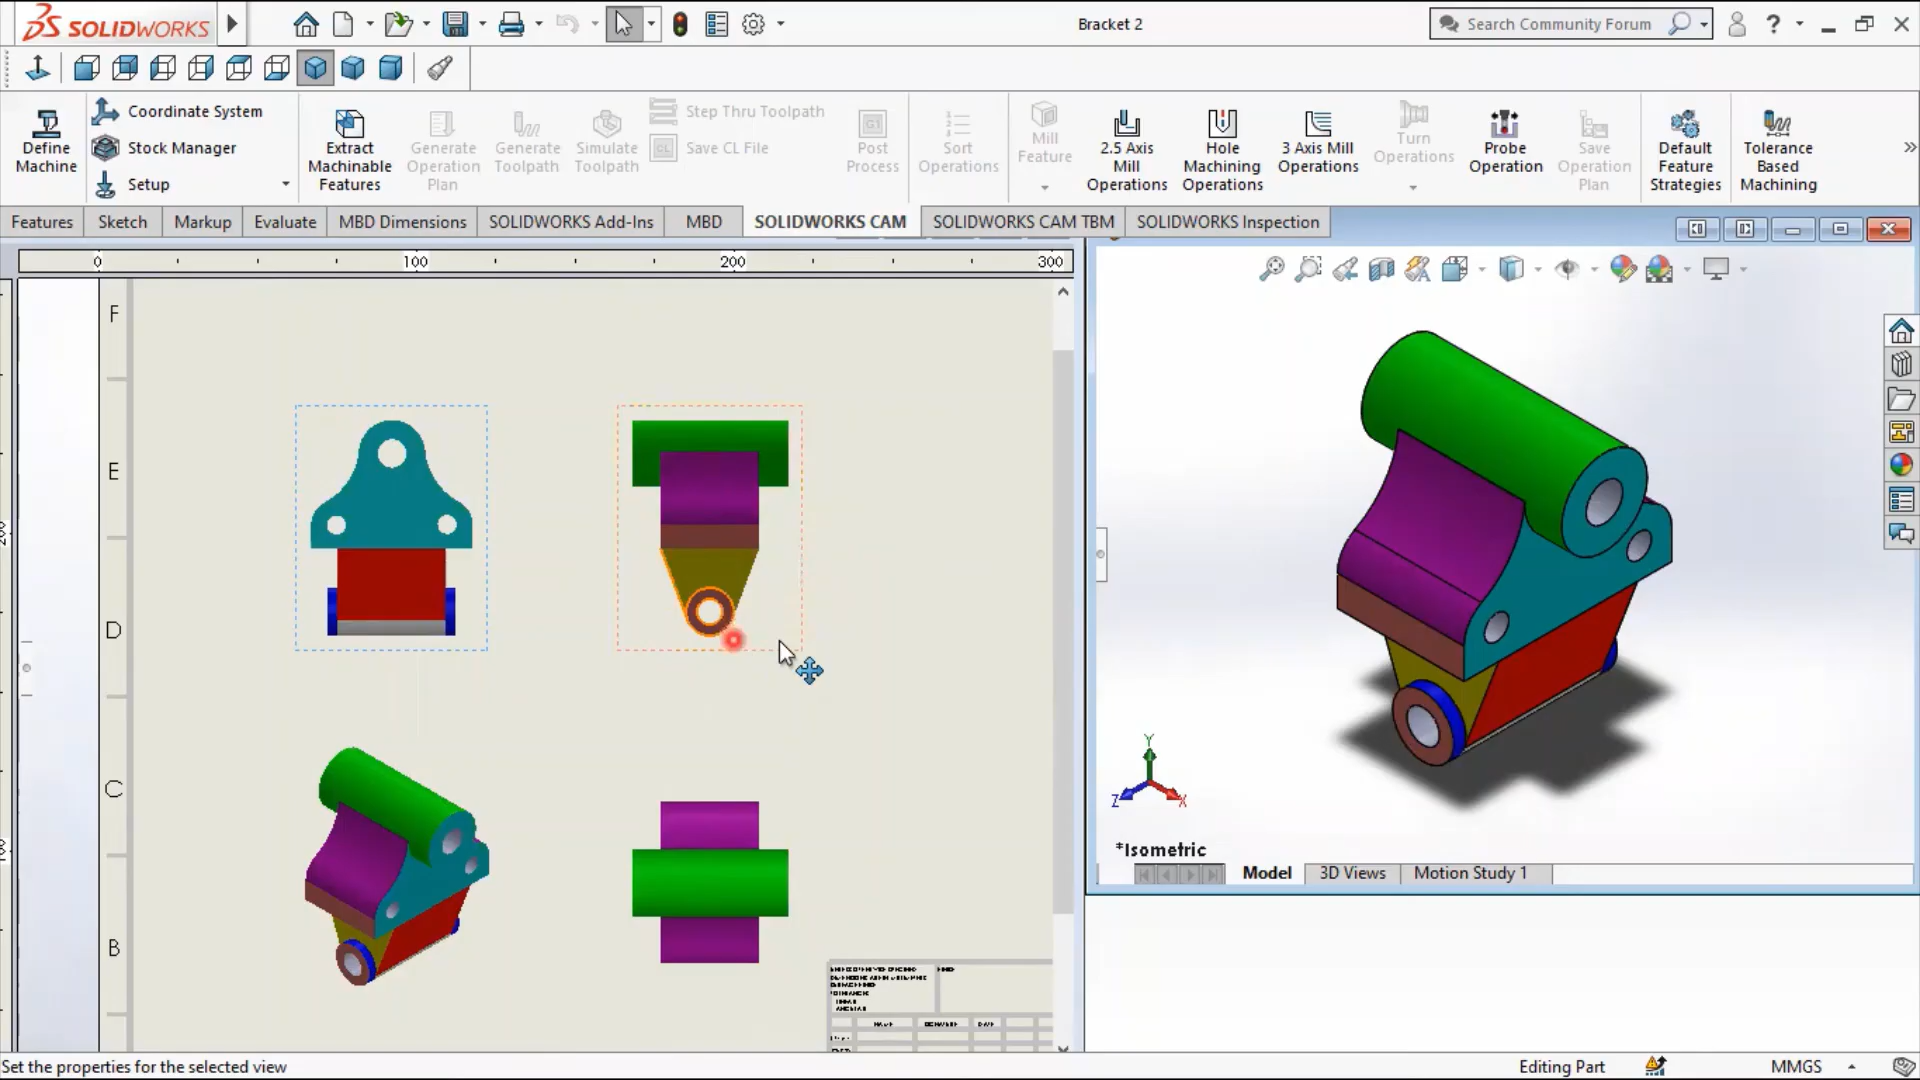 SOLIDWORKS
Bracket 2
Search Community Forum
?
Define Machine
Coordinate System
Stock Manager
Setup
Extract Machinable Features
Generate Operation Plan
Generate Toolpath
Simulate Toolpath
Step Thru Toolpath
Save CL File
Post Process
Sort Operations
Mill Feature
2.5 Axis Mill Operations
Hole Machining Operations
3 Axis Mill Operations
Turn Operations
Probe Operation
Save Operation Plan
Default Feature Strategies
Tolerance Based Machining
Features
Sketch
Markup
Evaluate
MBD Dimensions
SOLIDWORKS Add-Ins
MBD
SOLIDWORKS CAM
SOLIDWORKS CAM TBM
SOLIDWORKS Inspection
0 100 200 300
F
E
D
C
B
Y
Z
X
*Isometric
Model
3D Views
Motion Study 1
NAME
DATE
Set the properties for the selected view
Editing Part
MMGS